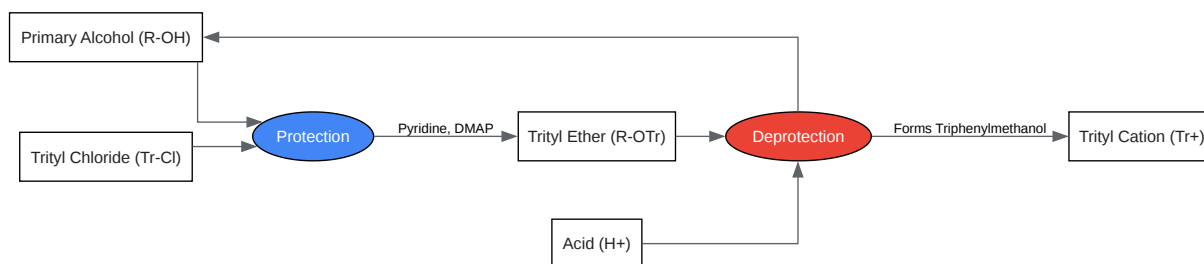 Primary Alcohol (R-OH)
Trityl Chloride (Tr-Cl)
Protection
Pyridine, DMAP
Trityl Ether (R-OTr)
Deprotection
Forms Triphenylmethanol
Trityl Cation (Tr+)
Acid (H+)